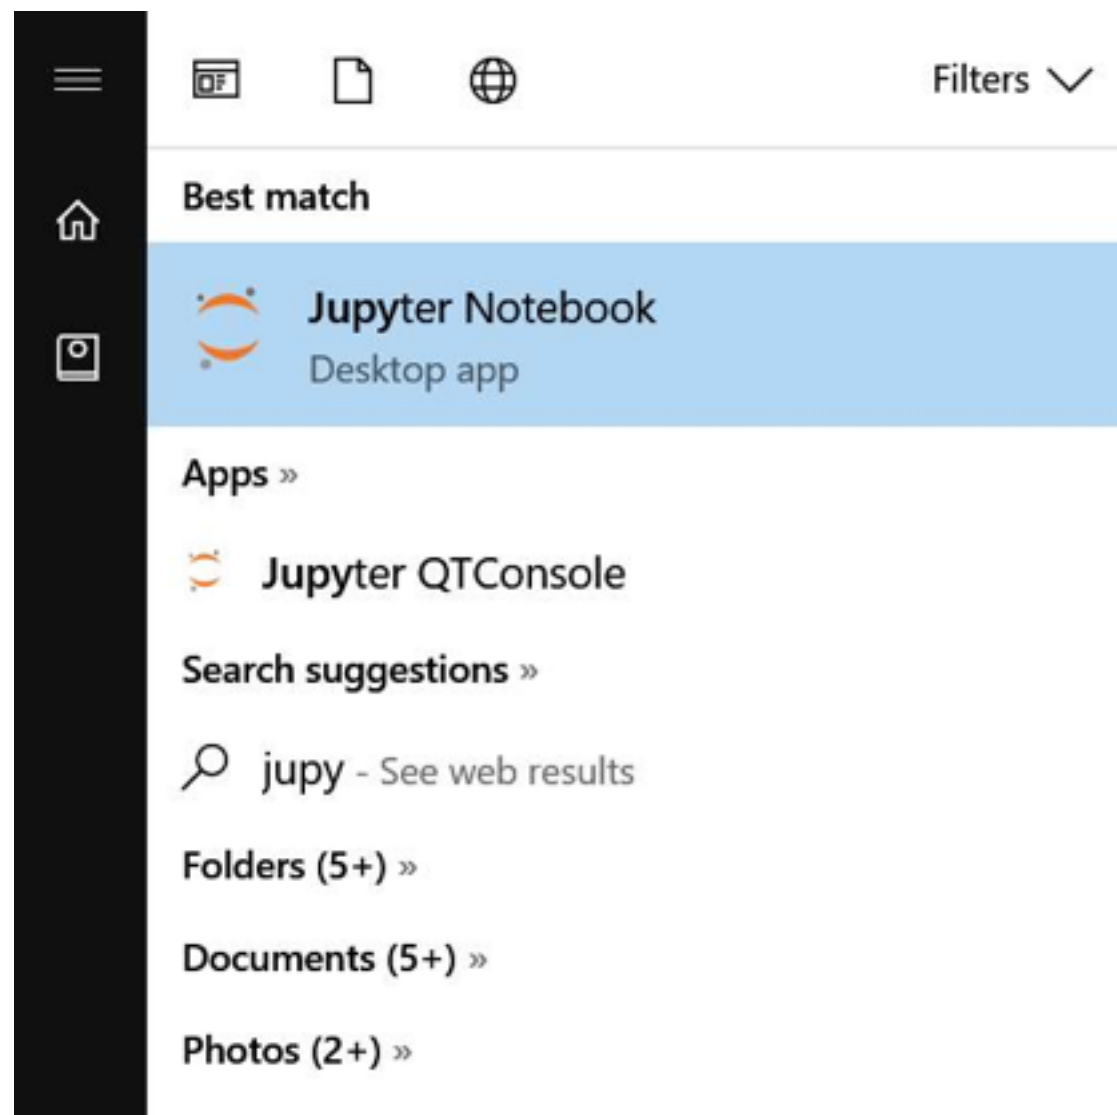 Filters
Best match
Jupyter Notebook
Desktop app
Apps »
Jupyter QTConsole
Search suggestions »
jupy - See web results
Folders (5+) »
Documents (5+) »
Photos (2+) »